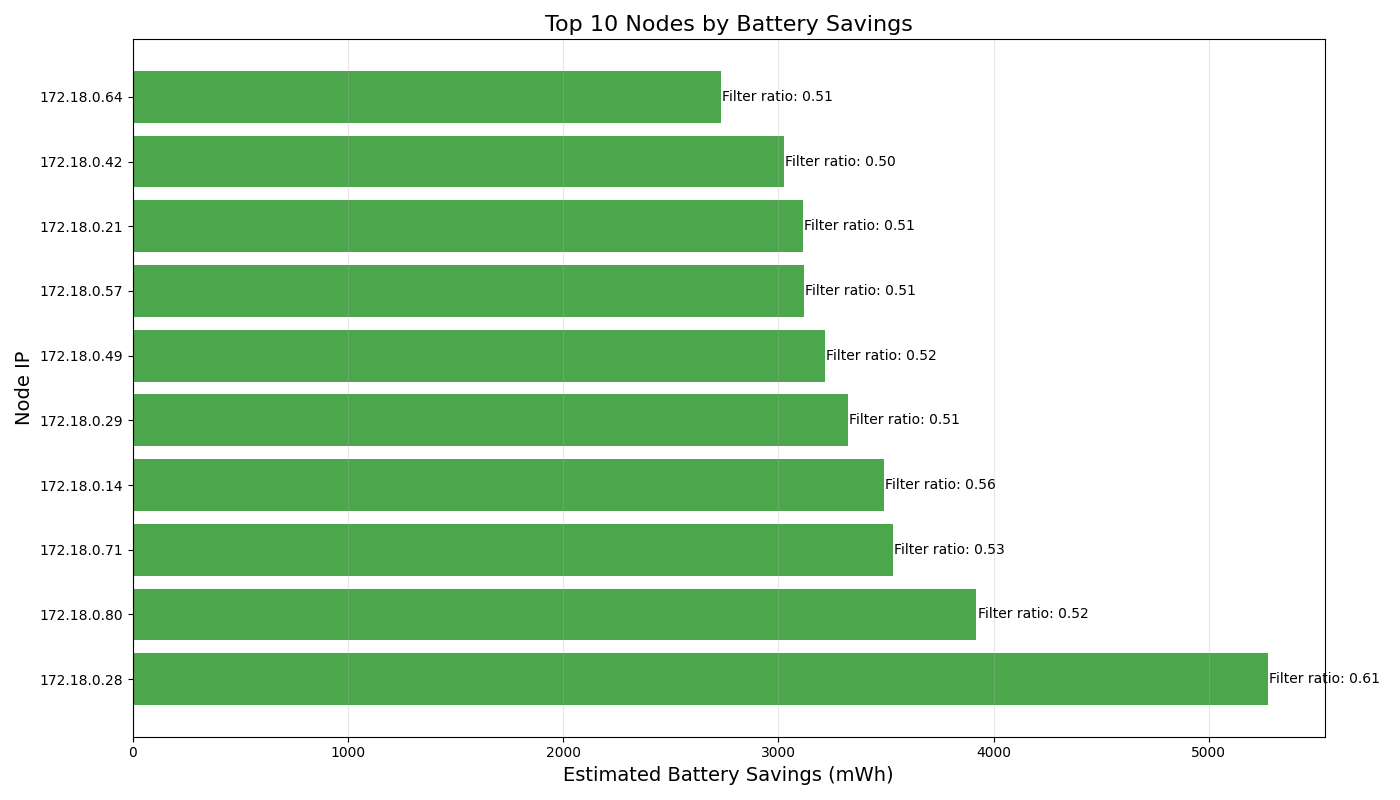 Top 10 Nodes by Battery Savings
Node IP
172.18.0.64
Filter ratio: 0.51
172.18.0.42
Filter ratio: 0.50
172.18.0.21
Filter ratio: 0.51
172.18.0.57
Filter ratio: 0.51
172.18.0.49
Filter ratio: 0.52
172.18.0.29
Filter ratio: 0.51
172.18.0.14
Filter ratio: 0.56
172.18.0.71
Filter ratio: 0.53
172.18.0.80
Filter ratio: 0.52
172.18.0.28
Filter ratio: 0.61
0 1000 2000 3000 4000 5000
Estimated Battery Savings (mWh)